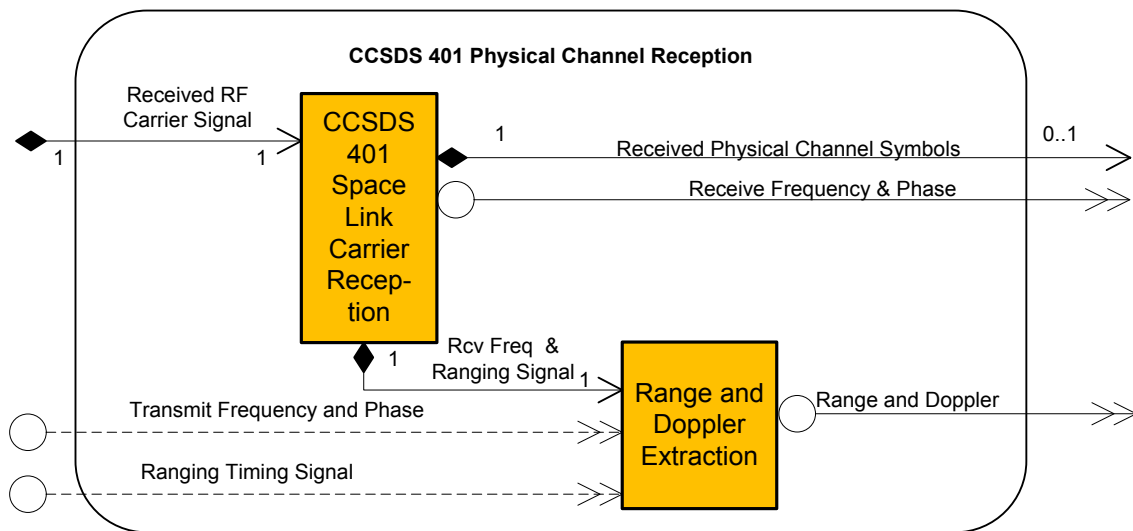 CCSDS 401 Physical Channel Reception
Received RF
Carrier Signal
1
1
CCSDS
401
Space
Link
Carrier
Recep-
tion
1
0..1
Received Physical Channel Symbols
Receive Frequency & Phase
1
Rcv Freq &
Ranging Signal
1
Transmit Frequency and Phase
Ranging Timing Signal
Range and
Doppler
Extraction
Range and Doppler